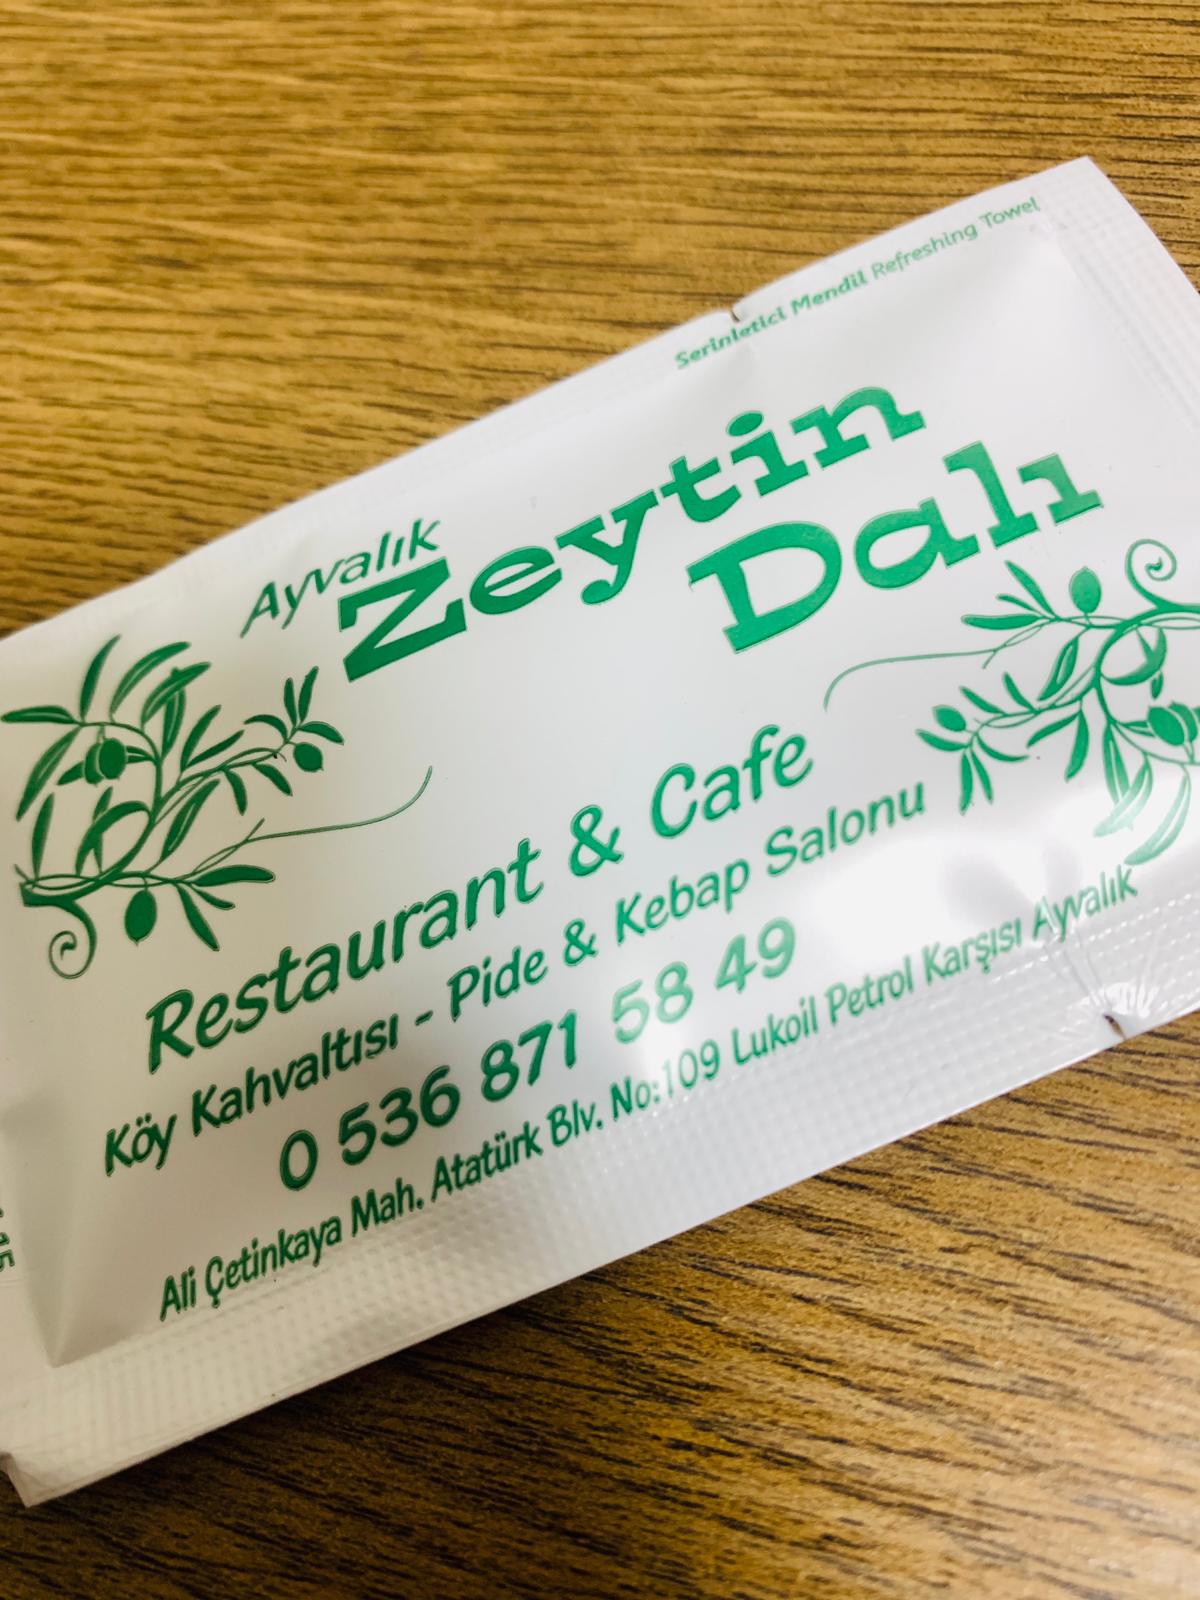 Serinletici Mendil Refreshing Towel
Ayvalık
Zeytin
Dalı
Restaurant & Cafe
Köy Kahvaltısı - Pide & Kebap Salonu
0 536 871 58 49
Ali Çetinkaya Mah. Atatürk Blv. No:109 Lukoil Petrol Karşısı Ayvalık